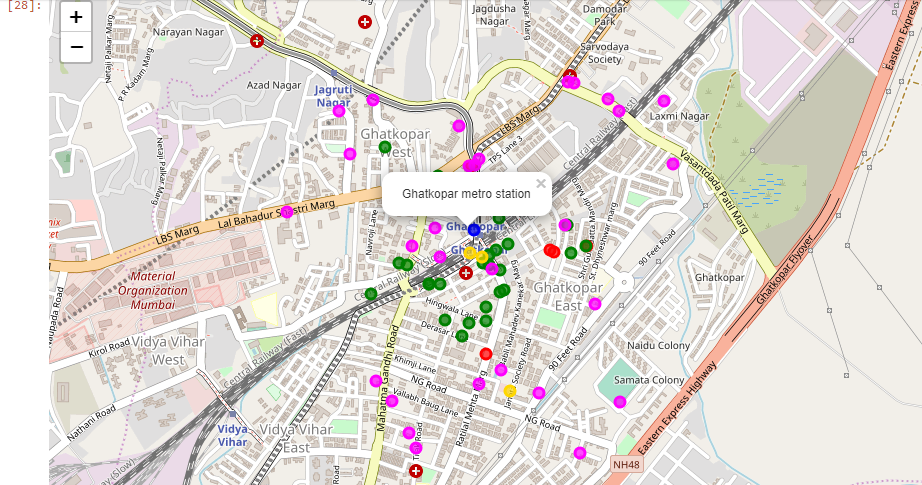 [28]:
+
−
Narayan Nagar
Jagdusha
Nagar
Damodar
Park
Sarvodaya
Society
Netaji Palkar Marg
P R Kadam Marg
Azad Nagar
Jagruti
Nagar
Ghatkopar
West
LBS Marg
TPS Lane 3
Central Railway (East)
Laxmi Nagar
Vasantdada Patil Marg
Eastern Express
Netaji Palkar Marg
Ghatkopar metro station
×
Lal Bahadur Shastri Marg
LBS Marg
Navroji Lane
90 Feet Road
Ghatkopar
Ghatkopar Flyover
Material
Organization
Mumbai
Ghatkopar
East
Hingwala Lane
Derasar Lane
Naidu Colony
Samata Colony
Vidya Vihar
West
Kirol Road
Central Railway (Fast)
Mahatma Gandhi Road
Khimji Lane
NG Road
Vallabh Baug Lane
90 Feet Road
NG Road
Nathani Road
Vidya
Vihar
Vidya Vihar
East
Eastern Express Highway
NH48